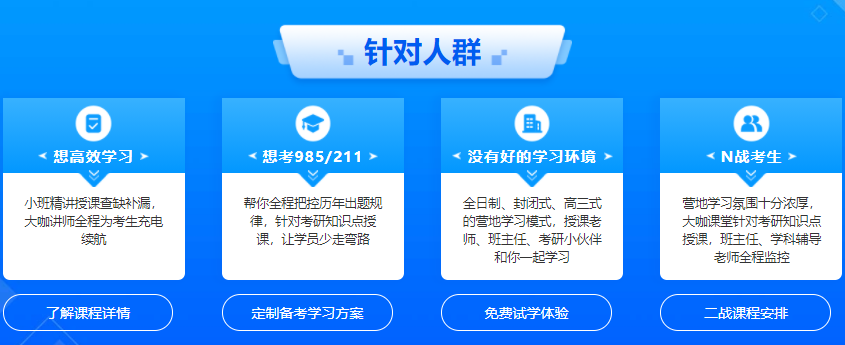 针对人群
想高效学习
小班精讲授课查缺补漏，
大咖讲师全程为考生充电
续航
了解课程详情
想考985/211
帮你全程把控历年出题规
律，针对考研知识点授
课，让学员少走弯路
定制备考学习方案
没有好的学习环境
全日制、封闭式、高三式
的营地学习模式，授课老
师、班主任、考研小伙伴
和你一起学习
免费试学体验
N战考生
营地学习氛围十分浓厚，
大咖课堂针对考研知识点
授课，班主任、学科辅导
老师全程监控
二战课程安排